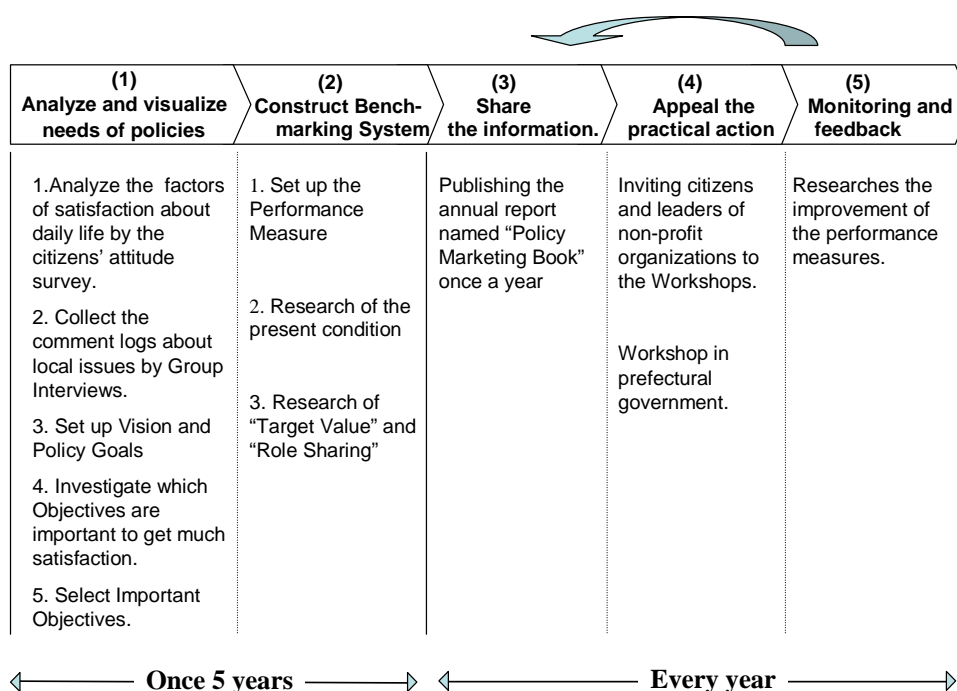 (1)
Analyze and visualize
needs of policies
(2)
Construct Bench-
marking System
(3)
Share
the information.
(4)
Appeal the
practical action
(5)
Monitoring and
feedback
1.Analyze the factors
of satisfaction about
daily life by the
citizens' attitude
survey.
2. Collect the
comment logs about
local issues by Group
Interviews.
3. Set up Vision and
Policy Goals
4. Investigate which
Objectives are
important to get much
satisfaction.
5. Select Important
Objectives.
1. Set up the
Performance
Measure
2. Research of the
present condition
3. Research of
“Target Value” and
“Role Sharing”
Publishing the
annual report
named “Policy
Marketing Book”
once a year
Inviting citizens
and leaders of
non-profit
organizations to
the Workshops.
Workshop in
prefectural
government.
Researches the
improvement of
the performance
measures.
Once 5 years
Every year